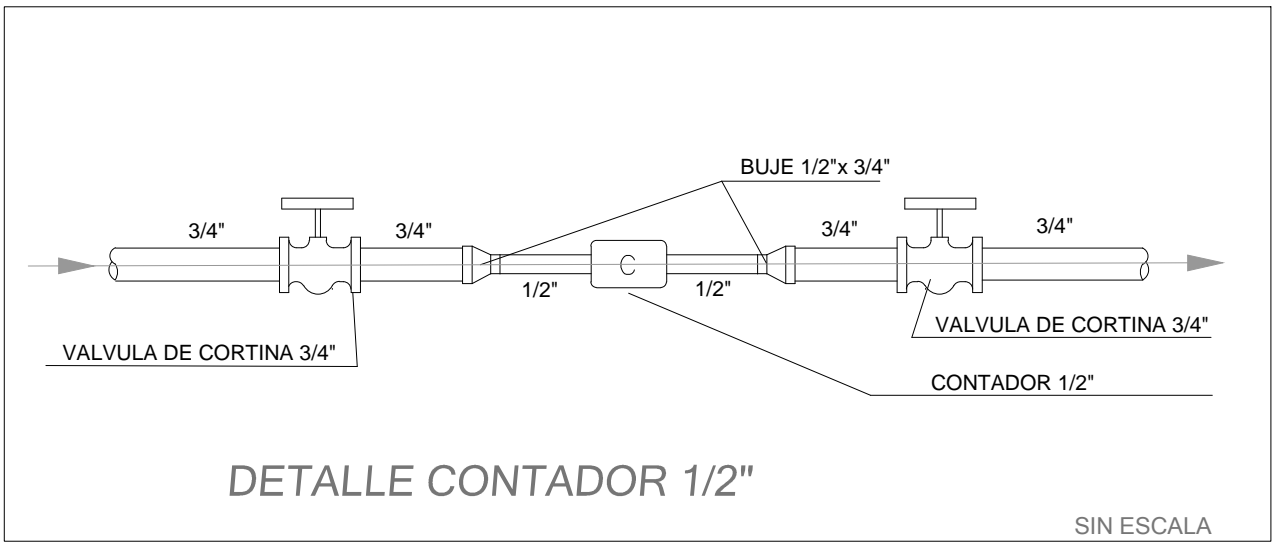 BUJE 1/2"x 3/4"
3/4"
3/4"
3/4"
3/4"
C
1/2"
1/2"
VALVULA DE CORTINA 3/4"
VALVULA DE CORTINA 3/4"
CONTADOR 1/2"
DETALLE CONTADOR 1/2"
SIN ESCALA